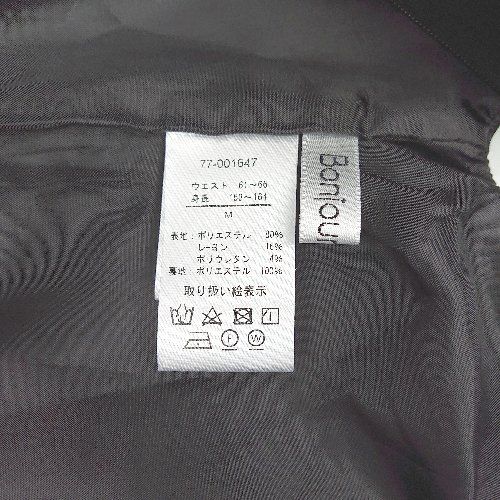 77-001647
ウエスト 61~66
身長 153~161
M
表地:ポリエステル 80%
レーヨン 16%
ポリウレタン 4%
裏地:ポリエステル 100%
取り扱い絵表示
F W
Bonjour